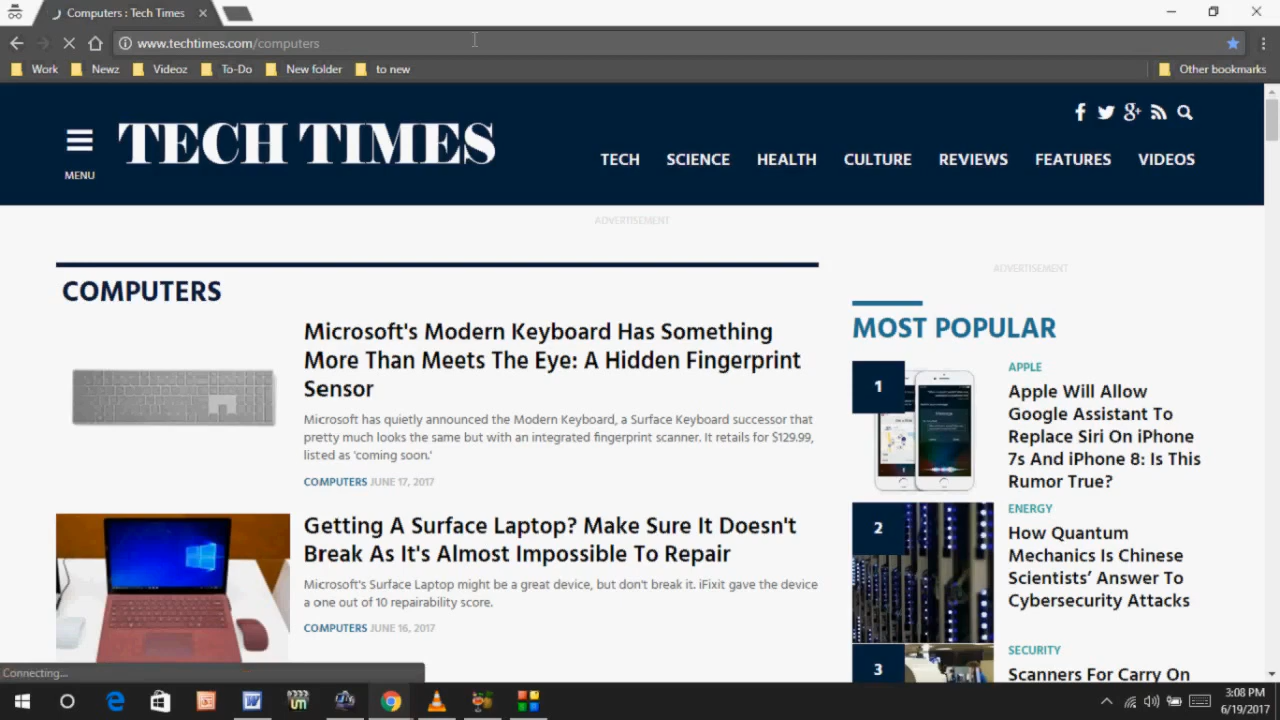 Computers : Tech Times
www.techtimes.com/computers
Work
Newz
Videoz
To-Do
New folder
to new
Other bookmarks
MENU
TECH TIMES
TECH
SCIENCE
HEALTH
CULTURE
REVIEWS
FEATURES
VIDEOS
ADVERTISEMENT
ADVERTISEMENT
COMPUTERS
Microsoft's Modern Keyboard Has Something
More Than Meets The Eye: A Hidden Fingerprint
Sensor
Microsoft has quietly announced the Modern Keyboard, a Surface Keyboard successor that
pretty much looks the same but with an integrated fingerprint scanner. It retails for $129.99,
listed as 'coming soon.'
COMPUTERS JUNE 17, 2017
Getting A Surface Laptop? Make Sure It Doesn't
Break As It's Almost Impossible To Repair
Microsoft's Surface Laptop might be a great device, but don't break it. iFixit gave the device
a one out of 10 repairability score.
COMPUTERS JUNE 16, 2017
MOST POPULAR
1
APPLE
Apple Will Allow
Google Assistant To
Replace Siri On iPhone
7s And iPhone 8: Is This
Rumor True?
2
ENERGY
How Quantum
Mechanics Is Chinese
Scientists' Answer To
Cybersecurity Attacks
3
SECURITY
Scanners For Carry On
Connecting...
3:08 PM
6/19/2017